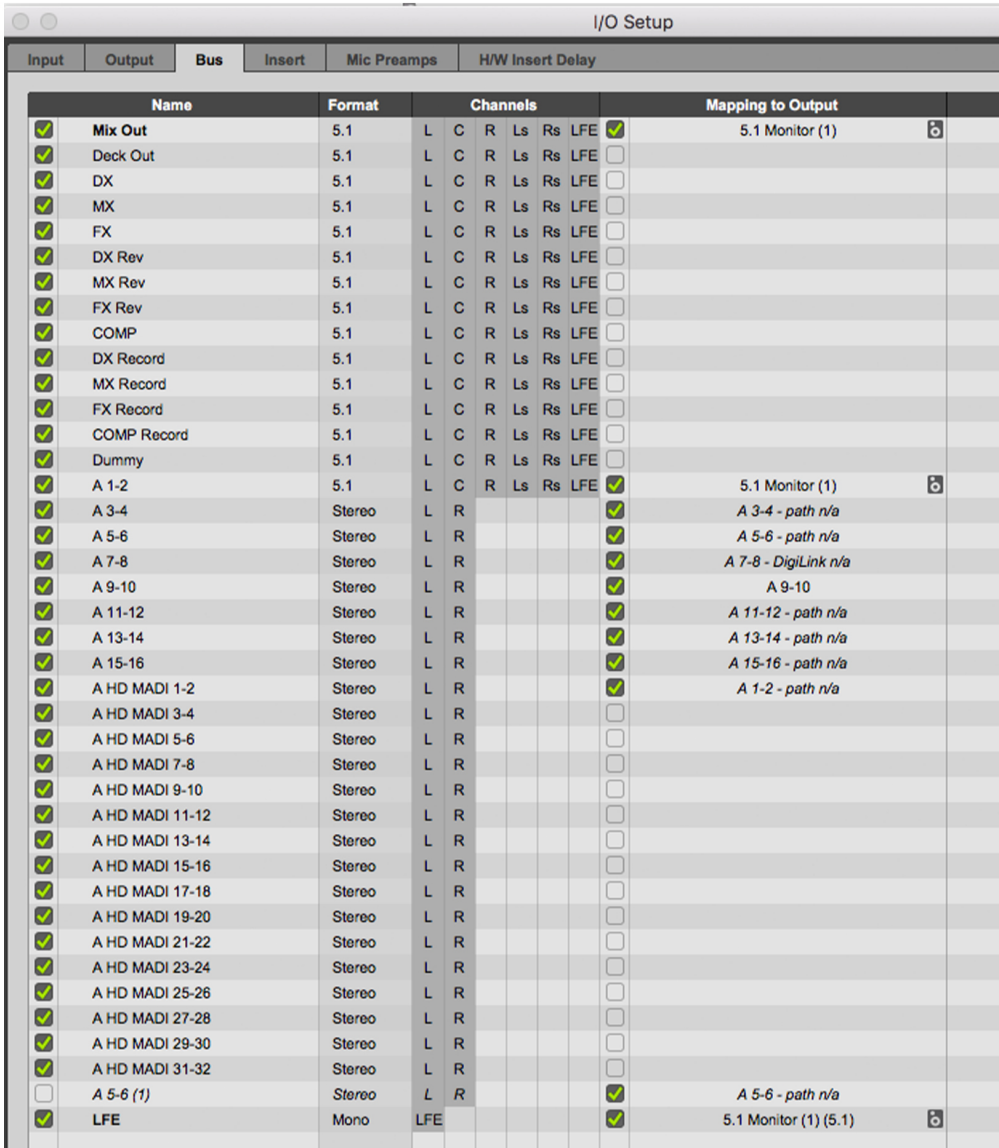 I/O Setup
Input Output Bus Insert Mic Preamps H/W Insert Delay
Name Format Channels Mapping to Output
Mix Out 5.1 L C R Ls Rs LFE 5.1 Monitor (1)
Deck Out 5.1 L C R Ls Rs LFE
DX 5.1 L C R Ls Rs LFE
MX 5.1 L C R Ls Rs LFE
FX 5.1 L C R Ls Rs LFE
DX Rev 5.1 L C R Ls Rs LFE
MX Rev 5.1 L C R Ls Rs LFE
FX Rev 5.1 L C R Ls Rs LFE
COMP 5.1 L C R Ls Rs LFE
DX Record 5.1 L C R Ls Rs LFE
MX Record 5.1 L C R Ls Rs LFE
FX Record 5.1 L C R Ls Rs LFE
COMP Record 5.1 L C R Ls Rs LFE
Dummy 5.1 L C R Ls Rs LFE
A 1-2 5.1 L C R Ls Rs LFE 5.1 Monitor (1)
A 3-4 Stereo L R A 3-4 - path n/a
A 5-6 Stereo L R A 5-6 - path n/a
A 7-8 Stereo L R A 7-8 - DigiLink n/a
A 9-10 Stereo L R A 9-10
A 11-12 Stereo L R A 11-12 - path n/a
A 13-14 Stereo L R A 13-14 - path n/a
A 15-16 Stereo L R A 15-16 - path n/a
A HD MADI 1-2 Stereo L R A 1-2 - path n/a
A HD MADI 3-4 Stereo L R
A HD MADI 5-6 Stereo L R
A HD MADI 7-8 Stereo L R
A HD MADI 9-10 Stereo L R
A HD MADI 11-12 Stereo L R
A HD MADI 13-14 Stereo L R
A HD MADI 15-16 Stereo L R
A HD MADI 17-18 Stereo L R
A HD MADI 19-20 Stereo L R
A HD MADI 21-22 Stereo L R
A HD MADI 23-24 Stereo L R
A HD MADI 25-26 Stereo L R
A HD MADI 27-28 Stereo L R
A HD MADI 29-30 Stereo L R
A HD MADI 31-32 Stereo L R
A 5-6 (1) Stereo L R A 5-6 - path n/a
LFE Mono LFE 5.1 Monitor (1) (5.1)